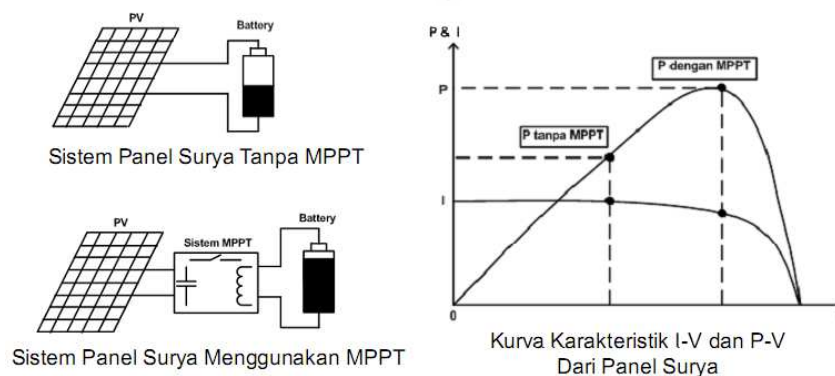 PV
Battery
Sistem Panel Surya Tanpa MPPT
PV
Sistem MPPT
Battery
Sistem Panel Surya Menggunakan MPPT
P & I
P dengan MPPT
P
P tanpa MPPT
I
0
Kurva Karakteristik I-V dan P-V
Dari Panel Surya